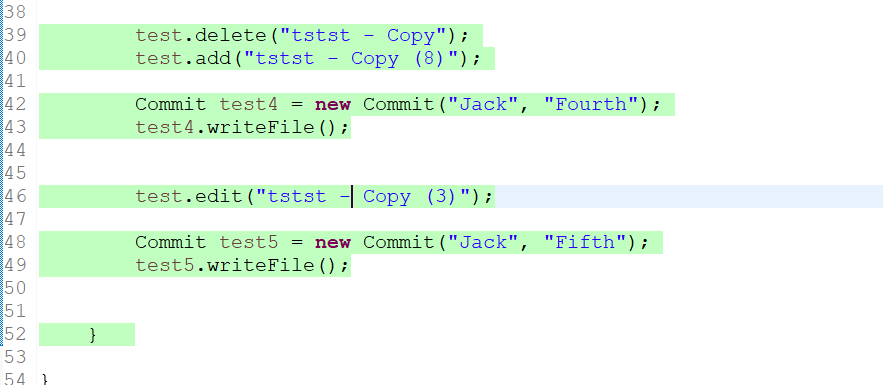 38
39 test.delete("tstst - Copy");
40 test.add("tstst - Copy (8)");
41
42 Commit test4 = new Commit("Jack", "Fourth");
43 test4.writeFile();
44
45
46 test.edit("tstst - Copy (3)");
47
48 Commit test5 = new Commit("Jack", "Fifth");
49 test5.writeFile();
50
51
52 }
53
54 }